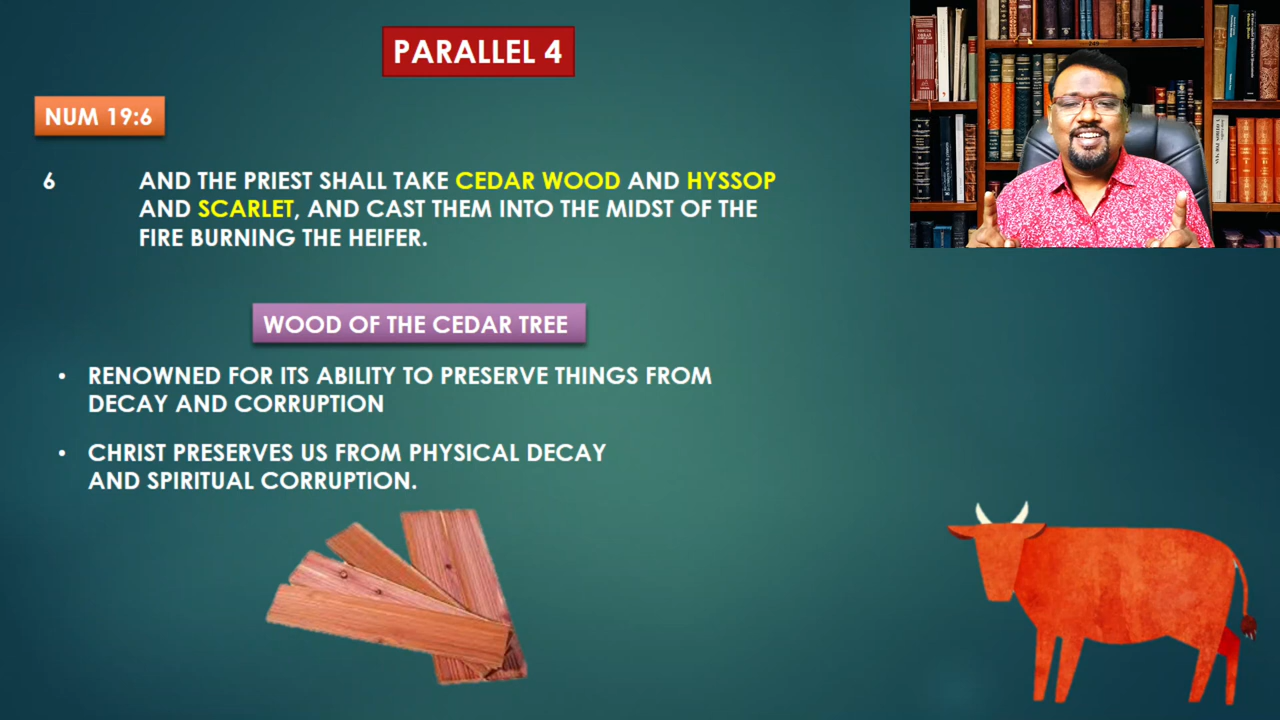 PARALLEL 4
NUM 19:6
6 AND THE PRIEST SHALL TAKE CEDAR WOOD AND HYSSOP
AND SCARLET, AND CAST THEM INTO THE MIDST OF THE
FIRE BURNING THE HEIFER.
WOOD OF THE CEDAR TREE
• RENOWNED FOR ITS ABILITY TO PRESERVE THINGS FROM
DECAY AND CORRUPTION
• CHRIST PRESERVES US FROM PHYSICAL DECAY
AND SPIRITUAL CORRUPTION.